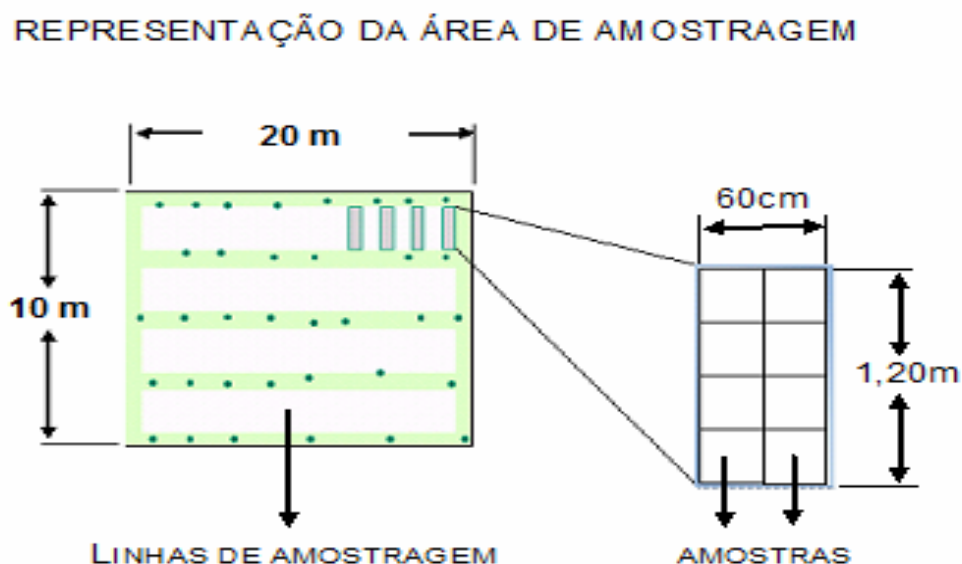 REPRESENTAÇÃO DA ÁREA DE AMOSTRAGEM
20 m
60cm
10 m
1,20m
LINHAS DE AMOSTRAGEM
AMOSTRAS